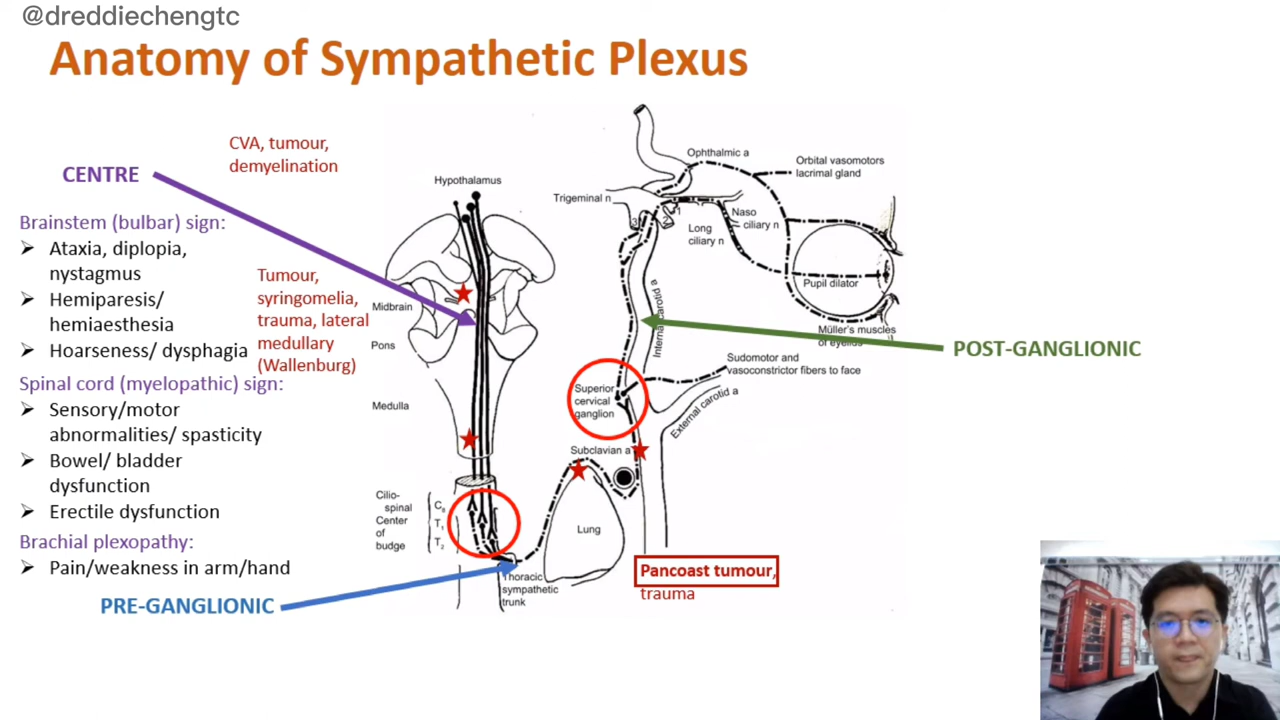 @dreddiechengtc
Anatomy of Sympathetic Plexus
CVA, tumour,
demyelination
CENTRE
Brainstem (bulbar) sign:
Ataxia, diplopia,
nystagmus
Hemiparesis/
hemiaesthesia
Hoarseness/ dysphagia
Spinal cord (myelopathic) sign:
Sensory/motor
abnormalities/ spasticity
Bowel/ bladder
dysfunction
Erectile dysfunction
Brachial plexopathy:
Pain/weakness in arm/hand
PRE-GANGLIONIC
Tumour,
syringomelia,
trauma, lateral
medullary
(Wallenburg)
Hypothalamus
Midbrain
Pons
Medulla
Cilio-
spinal
Center
of
budge
C8
T1
T2
Thoracic
sympathetic
trunk
Lung
Subclavian a
Superior
cervical
ganglion
Trigeminal n
Ophthalmic a
Orbital vasomotors
lacrimal gland
1
2
3
Naso
ciliary n
Long
ciliary n
Internal carotid a
Pupil dilator
Müller's muscles
of eyelids
Sudomotor and
vasoconstrictor fibers to face
External carotid a
POST-GANGLIONIC
Pancoast tumour,
trauma